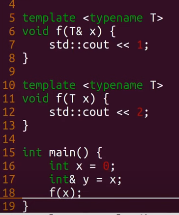 4
5 template <typename T>
6 void f(T& x) {
7     std::cout << 1;
8 }
9
10 template <typename T>
11 void f(T x) {
12     std::cout << 2;
13 }
14
15 int main() {
16     int x = 0;
17     int& y = x;
18     f(x);
19 }